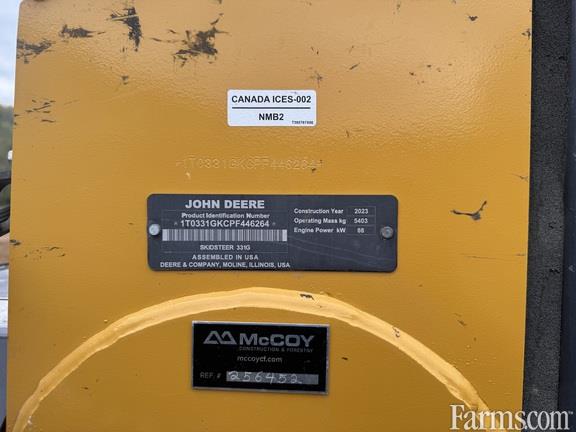 CANADA ICES-002
NMB2
*1T0331GKCPF446264*
JOHN DEERE
Product Identification Number
*1T0331GKCPF446264*
SKIDSTEER 331G
ASSEMBLED IN USA
DEERE & COMPANY, MOLINE, ILLINOIS, USA
Construction Year 2023
Operating Mass kg 5403
Engine Power kW 68
McCOY
CONSTRUCTION & FORESTRY
mccoycf.com
REF. # 256452
Farms.com